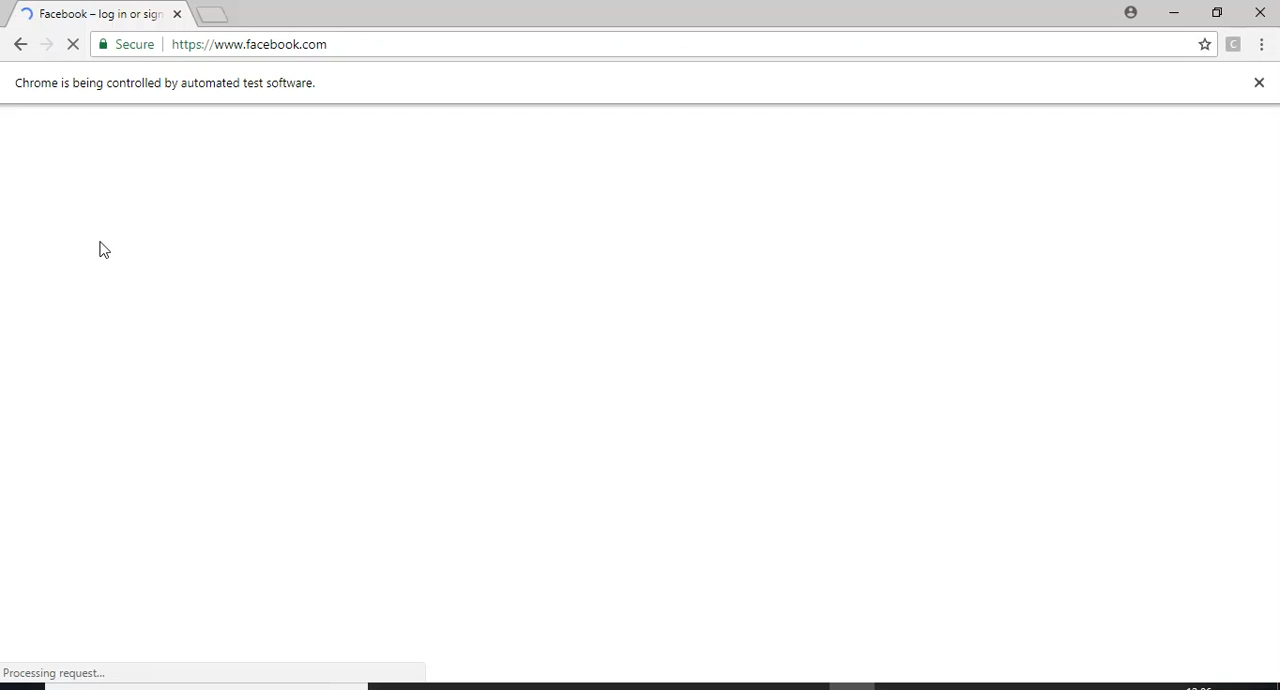 Facebook – log in or sign
Secure
https://www.facebook.com
C
Chrome is being controlled by automated test software.
Processing request...